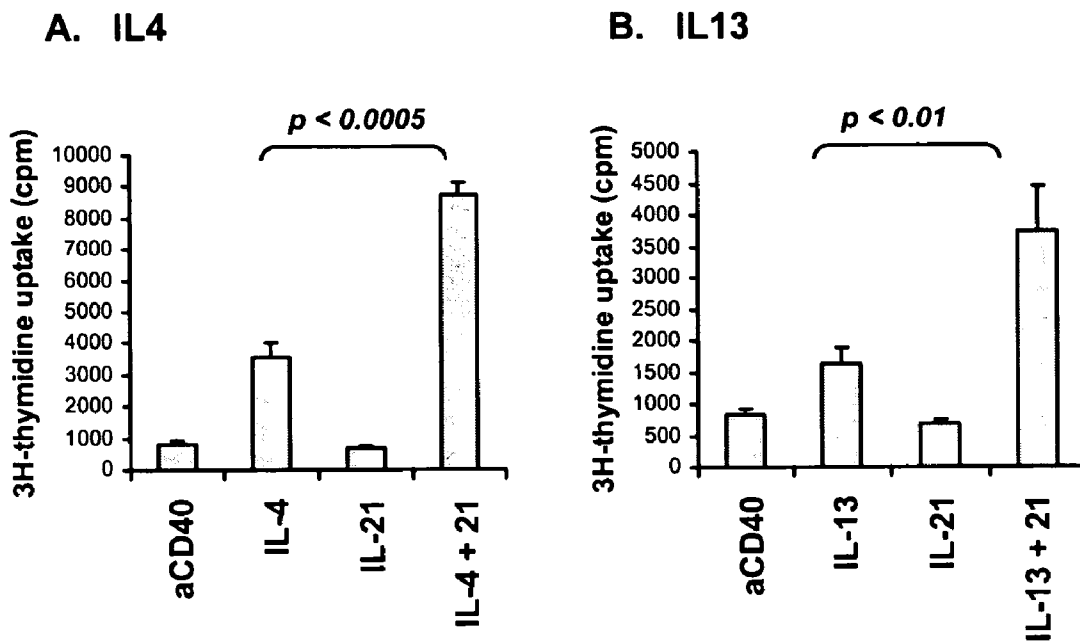 A. IL4
p < 0.0005
3H-thymidine uptake (cpm)
10000
9000
8000
7000
6000
5000
4000
3000
2000
1000
0
aCD40
IL-4
IL-21
IL-4 + 21
B. IL13
p < 0.01
3H-thymidine uptake (cpm)
5000
4500
4000
3500
3000
2500
2000
1500
1000
500
0
aCD40
IL-13
IL-21
IL-13 + 21